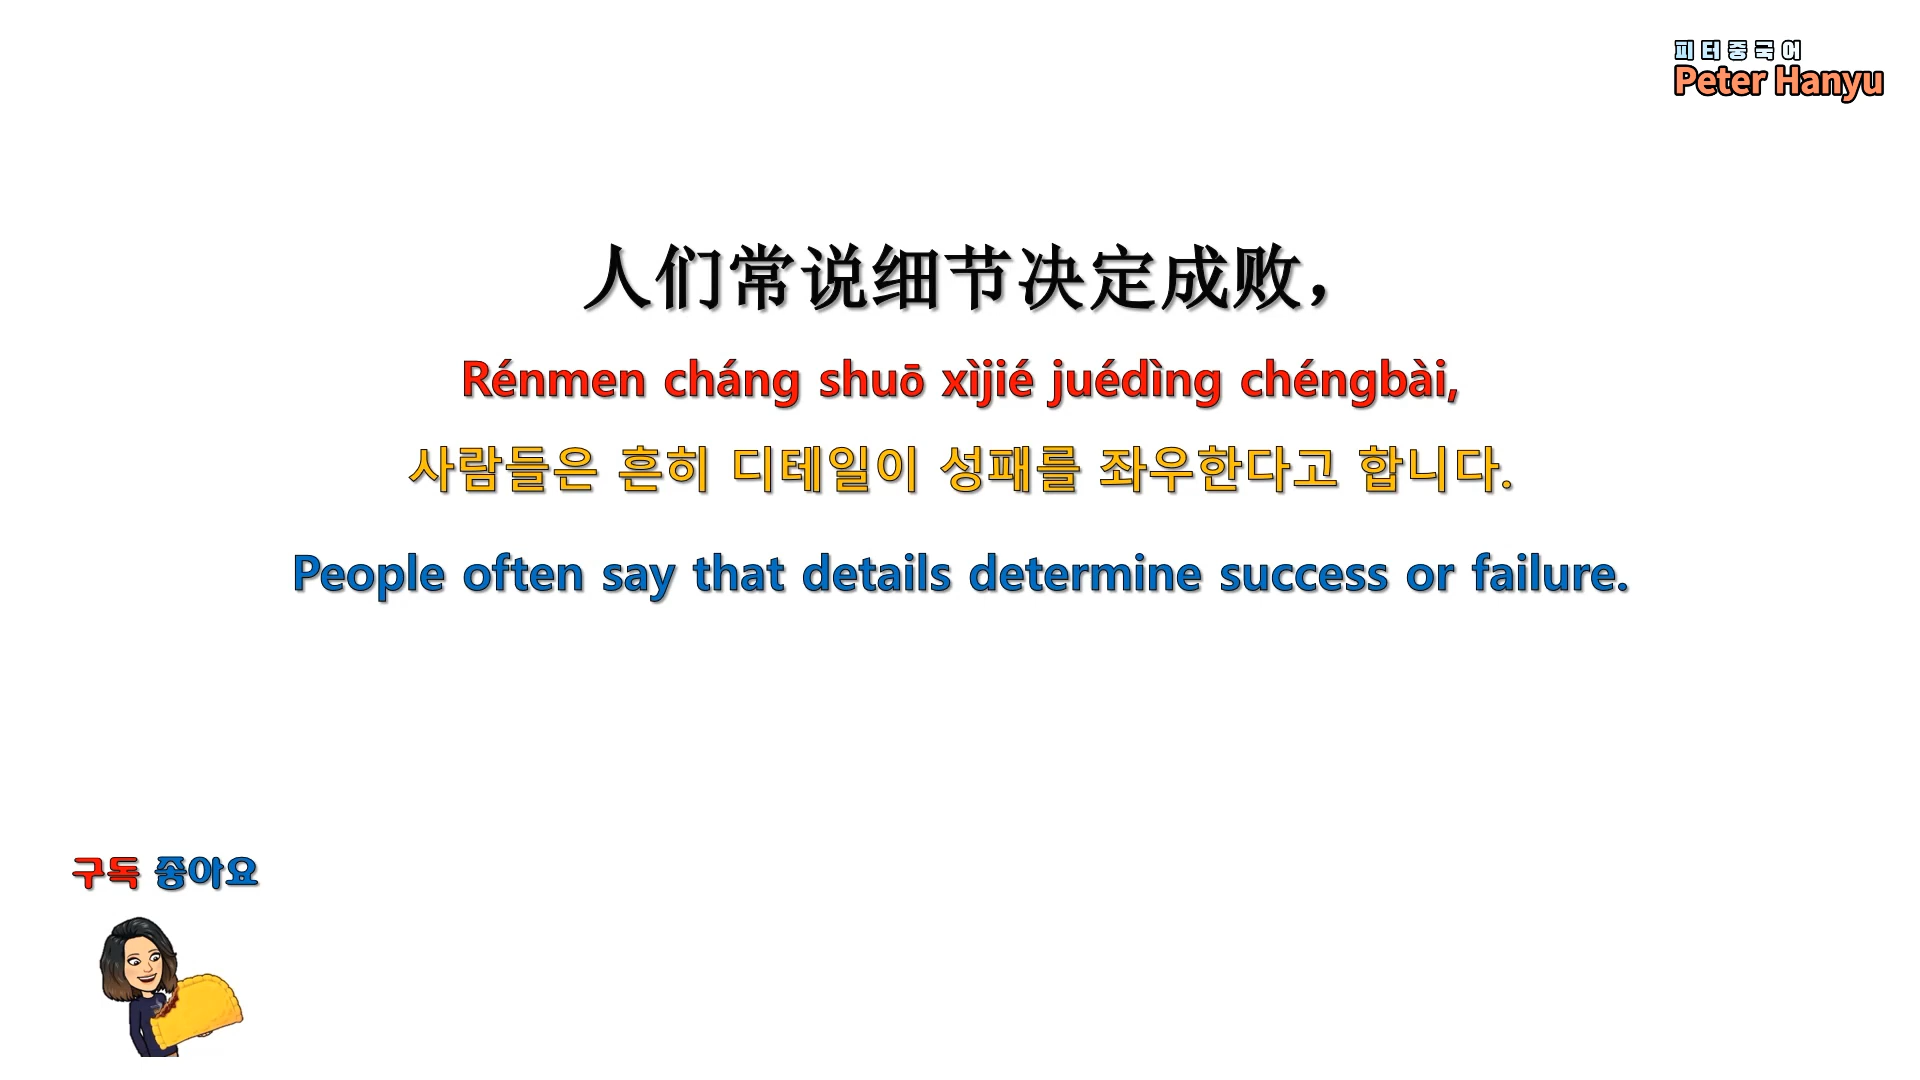 피터중국어
Peter Hanyu
人们常说细节决定成败，
Rénmen cháng shuō xìjié juédìng chéngbài,
사람들은 흔히 디테일이 성패를 좌우한다고 합니다.
People often say that details determine success or failure.
구독 좋아요